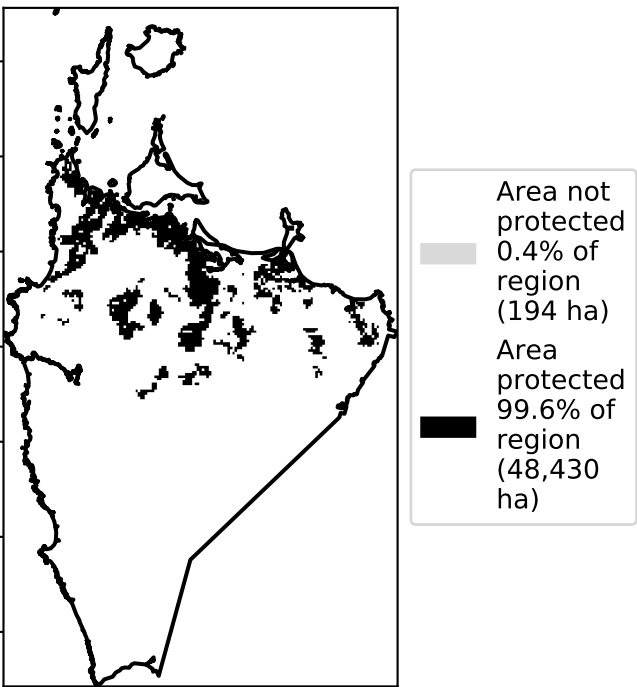 Area not
protected
0.4% of
region
(194 ha)
Area
protected
99.6% of
region
(48,430
ha)